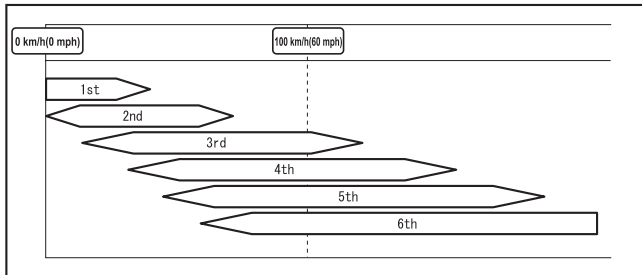 0 km/h(0 mph)
100 km/h(60 mph)
1st
2nd
3rd
4th
5th
6th